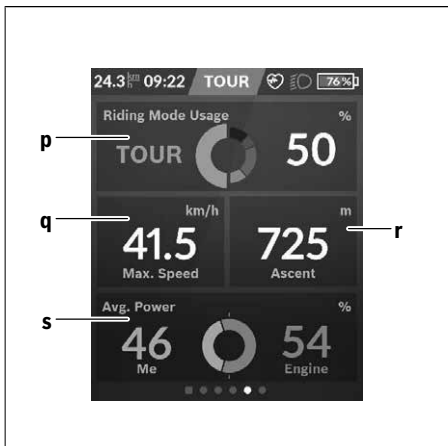 24.3 km/h 09:22 TOUR 76%
Riding Mode Usage %
p TOUR 50
km/h m
q 41.5 725 r
Max. Speed Ascent
Avg. Power %
s 46 54
Me Engine